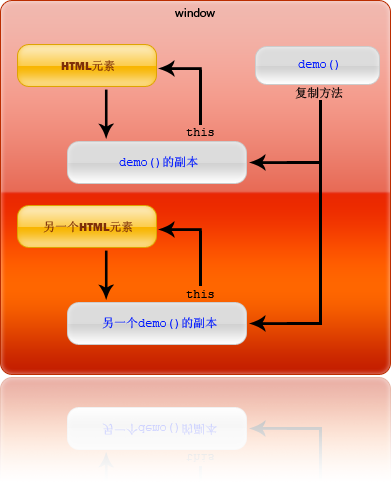 window
HTML元素
demo()
复制方法
this
demo()的副本
另一个HTML元素
this
另一个demo()的副本